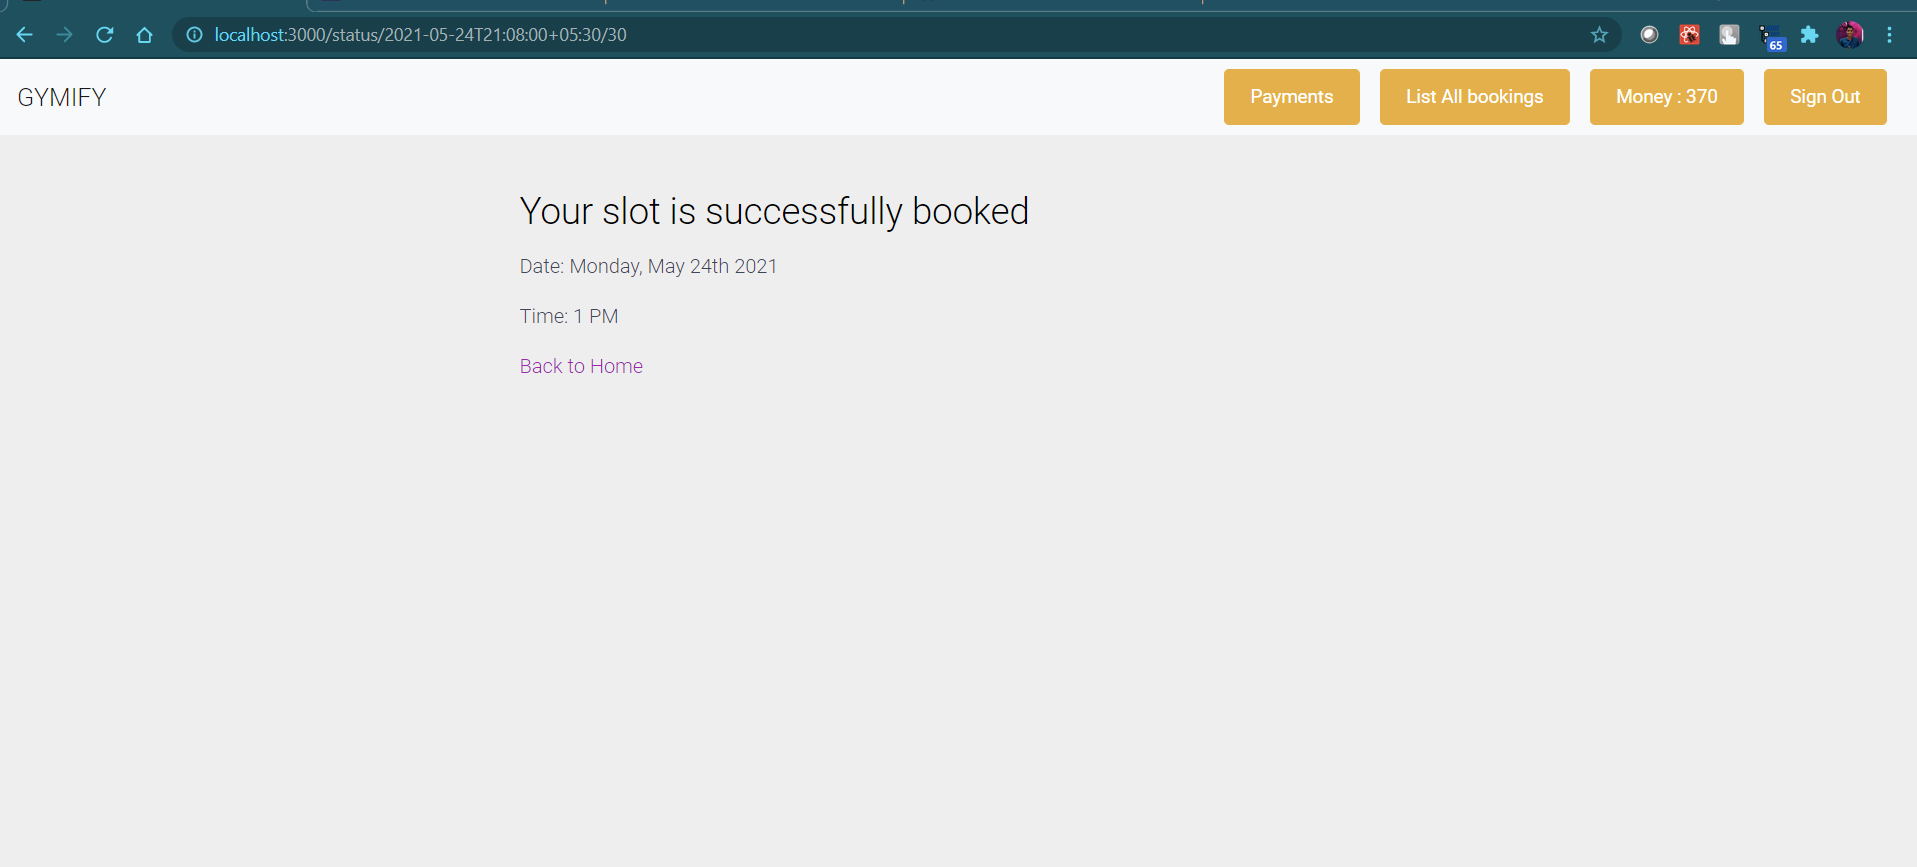 localhost:3000/status/2021-05-24T21:08:00+05:30/30
65
GYMIFY
Payments
List All bookings
Money : 370
Sign Out
Your slot is successfully booked
Date: Monday, May 24th 2021
Time: 1 PM
Back to Home